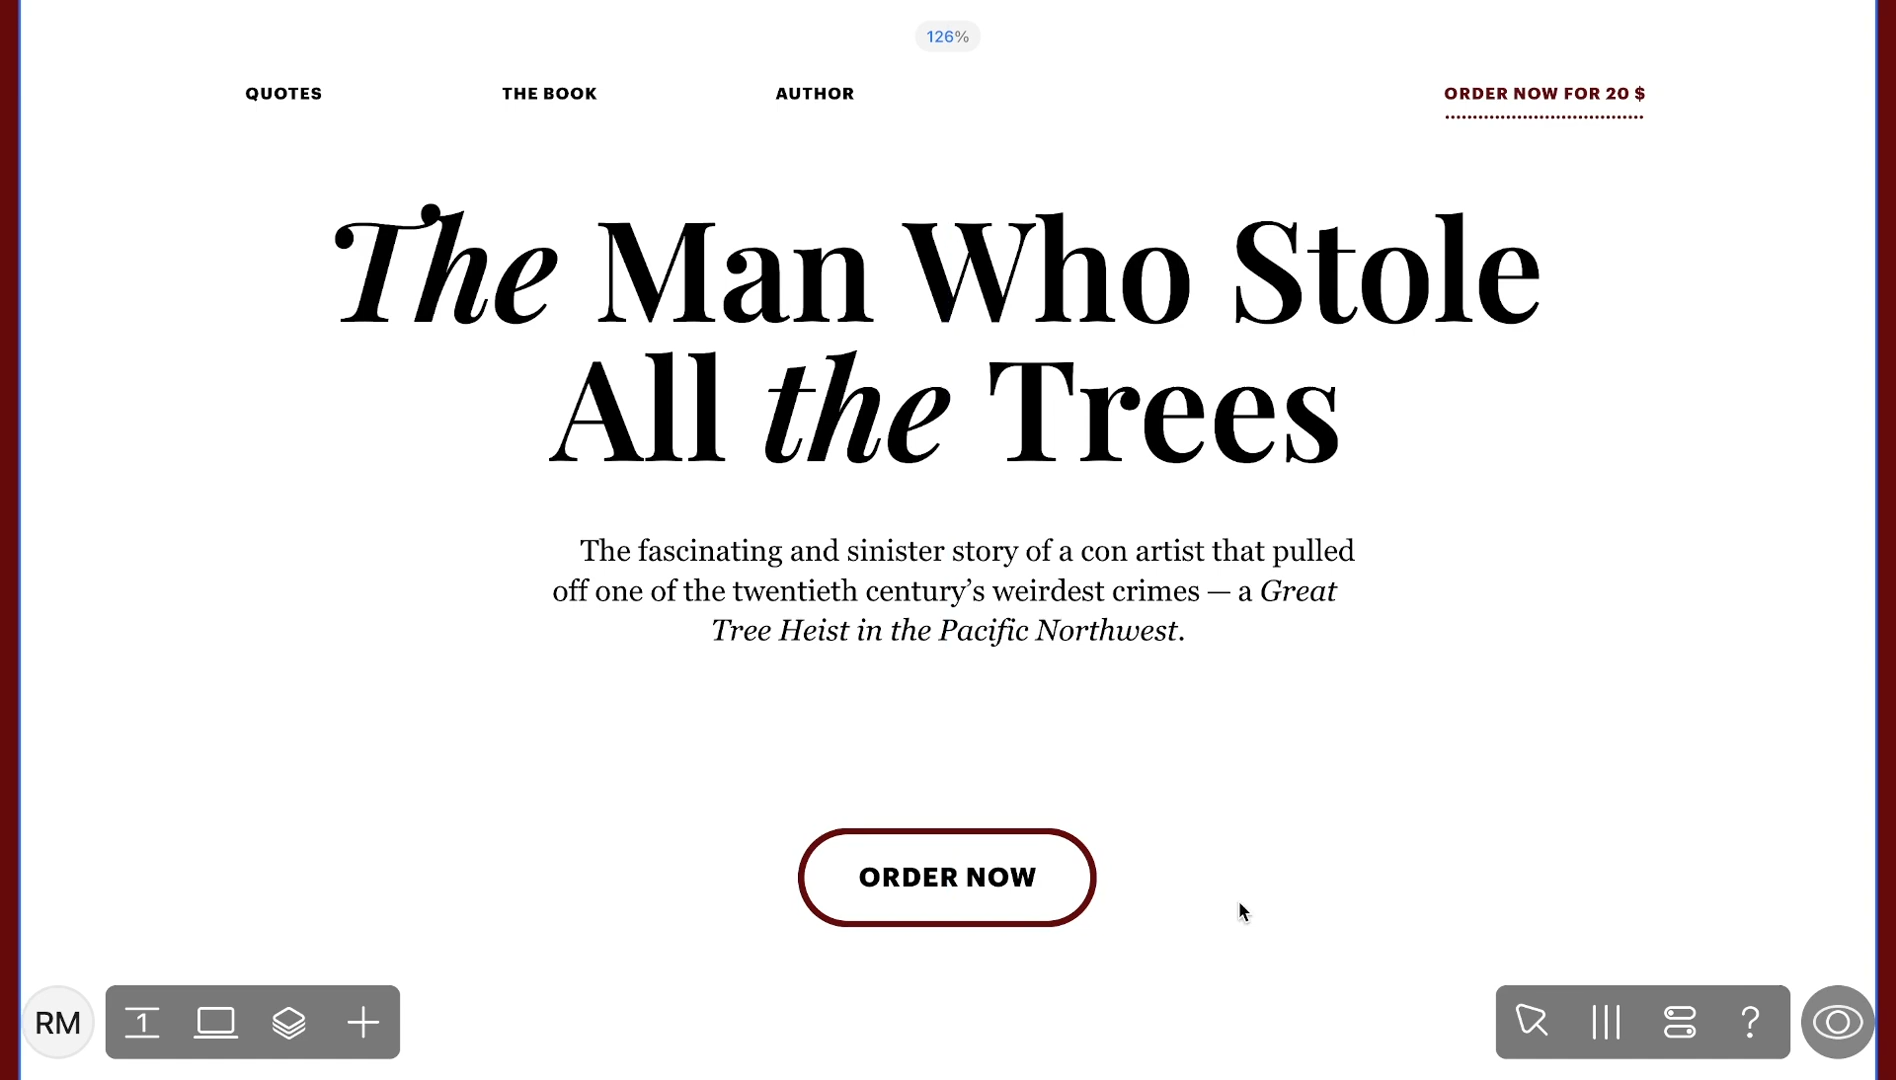 126%
QUOTES THE BOOK AUTHOR ORDER NOW FOR 20 $
The Man Who Stole
All the Trees
The fascinating and sinister story of a con artist that pulled
off one of the twentieth century’s weirdest crimes — a Great
Tree Heist in the Pacific Northwest.
ORDER NOW
RM 1 ?